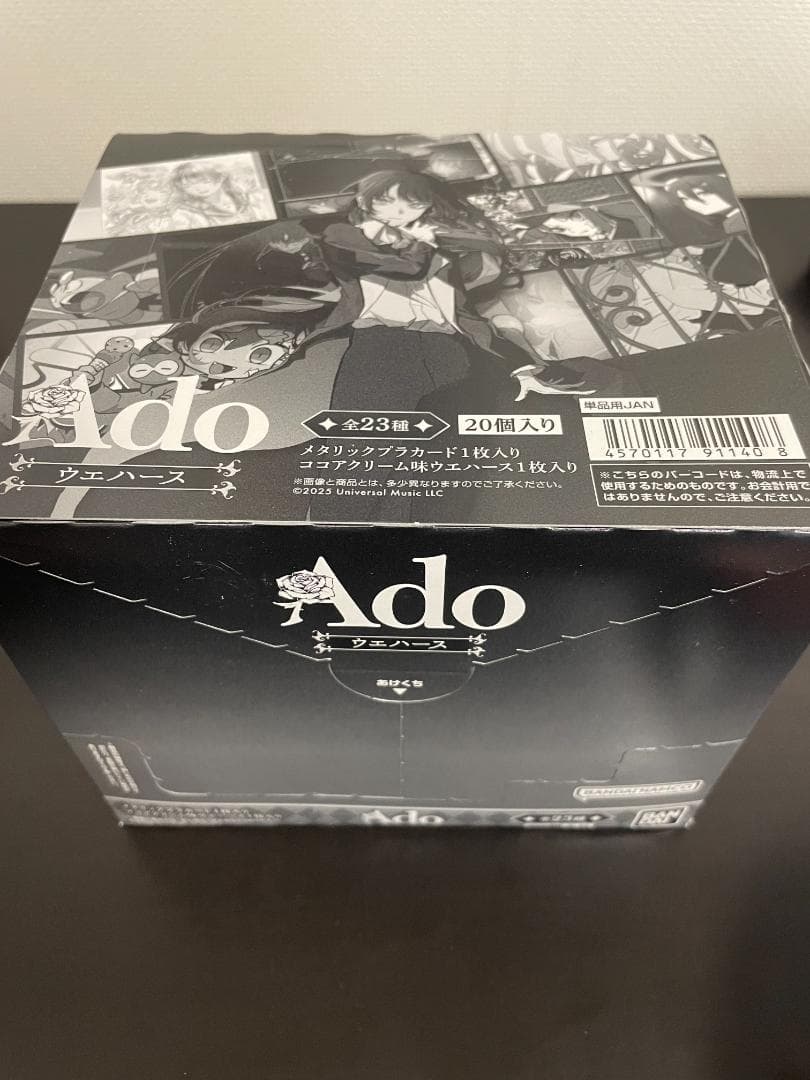 Ado
ウエハース
全23種
20個入り
メタリックプラカード1枚入り
ココアクリーム味ウエハース1枚入り
※画像と商品とは、多少異なりますのでご了承ください。
©2025 Universal Music LLC
単品用JAN
4570117 911408
※こちらのバーコードは、物流上で
使用するためのものです。お会計用で
はありませんので、ご注意ください。
Ado
ウエハース
あけくち
BANDAI NAMCO
Ado
全23種